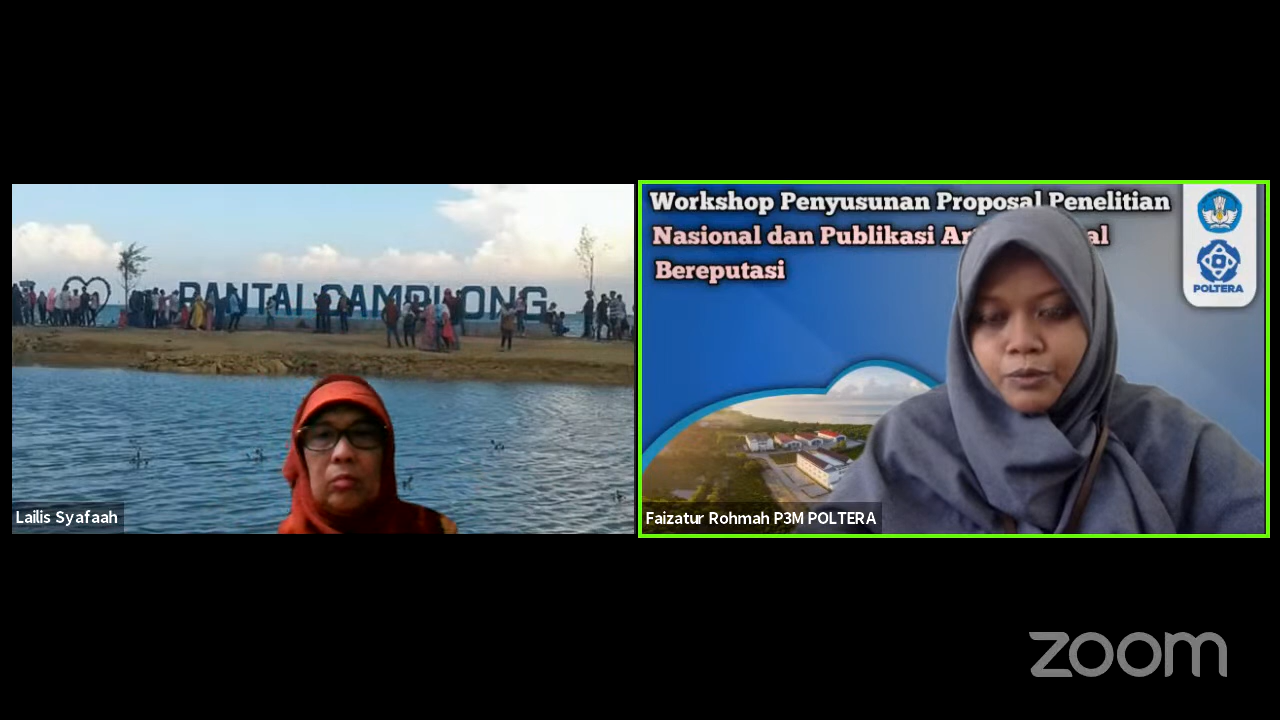 PANTAI CAMPLONG
Lailis Syafaah
Workshop Penyusunan Proposal Penelitian
Nasional dan Publikasi
Bereputasi
POLTERA
Faizatur Rohmah P3M POLTERA
zoom